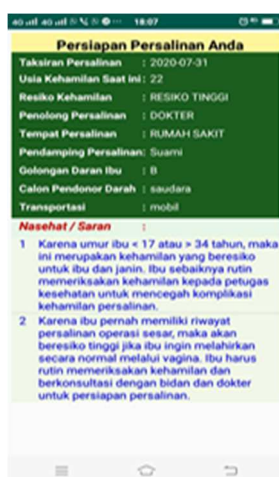 18:07
Persiapan Persalinan Anda
Taksiran Persalinan : 2020-07-31
Usia Kehamilan Saat ini : 22
Resiko Kehamilan : RESIKO TINGGI
Penolong Persalinan : DOKTER
Tempat Persalinan : RUMAH SAKIT
Pendamping Persalinan: Suami
Golongan Daran Ibu : B
Calon Pendonor Darah : saudara
Transportasi : mobil
Nasehat / Saran :
1 Karena umur ibu < 17 atau > 34 tahun, maka
ini merupakan kehamilan yang beresiko
untuk ibu dan janin. Ibu sebaiknya rutin
memeriksakan kehamilan kepada petugas
kesehatan untuk mencegah komplikasi
kehamilan persalinan.
2 Karena ibu pernah memiliki riwayat
persalinan operasi sesar, maka akan
beresiko tinggi jika ibu ingin melahirkan
secara normal melalui vagina. Ibu harus
rutin memeriksakan kehamilan dan
berkonsultasi dengan bidan dan dokter
untuk persiapan persalinan.